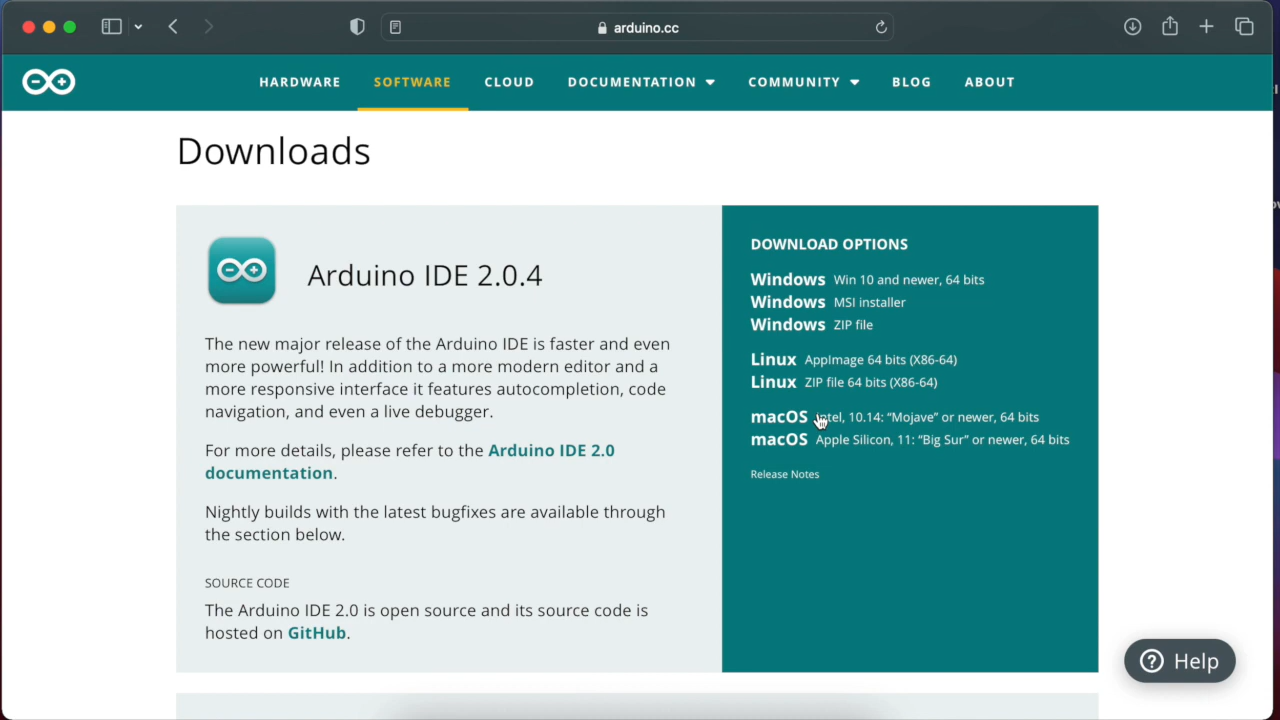 arduino.cc
HARDWARE SOFTWARE CLOUD DOCUMENTATION COMMUNITY BLOG ABOUT
Downloads
Arduino IDE 2.0.4
The new major release of the Arduino IDE is faster and even
more powerful! In addition to a more modern editor and a
more responsive interface it features autocompletion, code
navigation, and even a live debugger.
For more details, please refer to the Arduino IDE 2.0
documentation.
Nightly builds with the latest bugfixes are available through
the section below.
SOURCE CODE
The Arduino IDE 2.0 is open source and its source code is
hosted on GitHub.
DOWNLOAD OPTIONS
Windows Win 10 and newer, 64 bits
Windows MSI installer
Windows ZIP file
Linux AppImage 64 bits (X86-64)
Linux ZIP file 64 bits (X86-64)
macOS Intel, 10.14: “Mojave” or newer, 64 bits
macOS Apple Silicon, 11: “Big Sur” or newer, 64 bits
Release Notes
Help